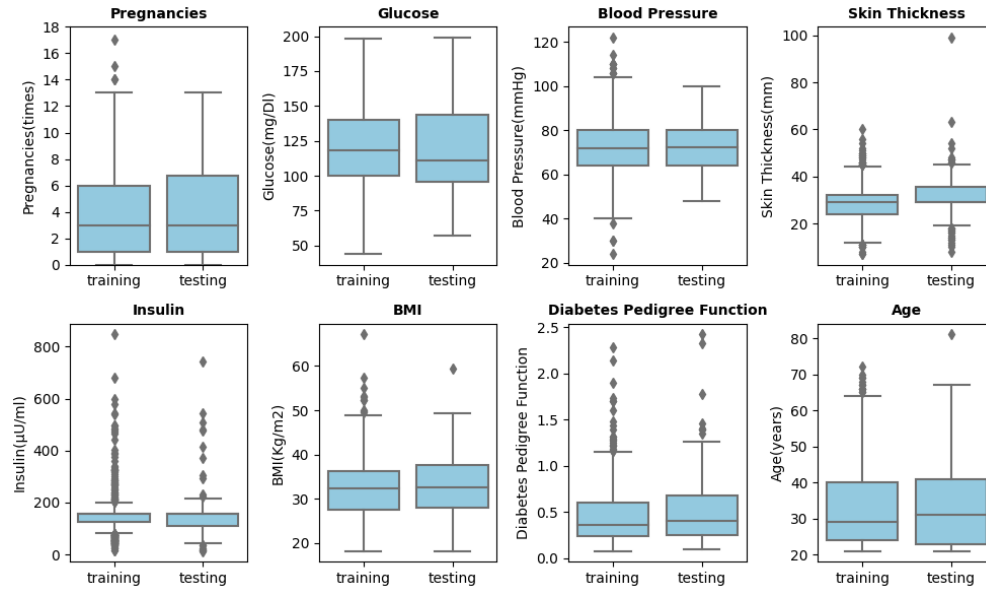 Pregnancies
Pregnancies(times)
18
16
14
12
10
8
6
4
2
0
training testing
Glucose
Glucose(mg/Dl)
200
175
150
125
100
75
50
training testing
Blood Pressure
Blood Pressure(mmHg)
120
100
80
60
40
20
training testing
Skin Thickness
Skin Thickness(mm)
100
80
60
40
20
training testing
Insulin
Insulin(μU/ml)
800
600
400
200
0
training testing
BMI
BMI(Kg/m2)
60
50
40
30
20
training testing
Diabetes Pedigree Function
Diabetes Pedigree Function
2.5
2.0
1.5
1.0
0.5
0.0
training testing
Age
Age(years)
80
70
60
50
40
30
20
training testing